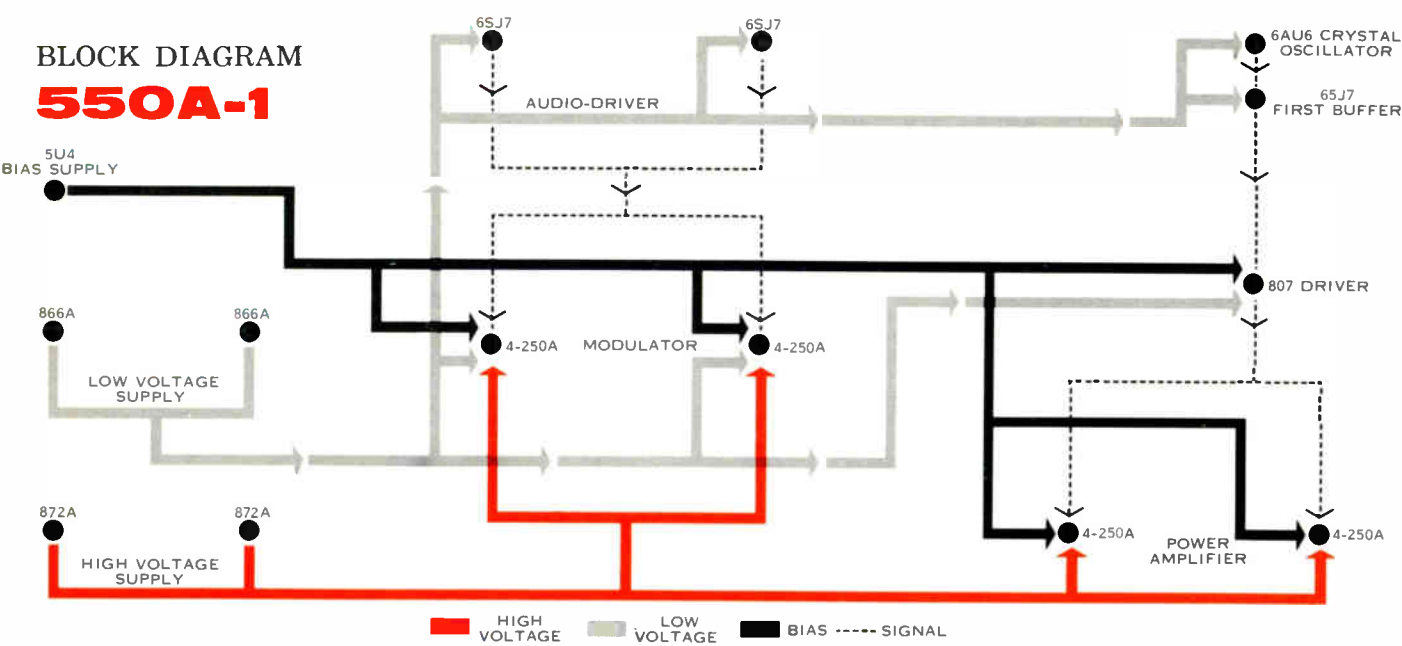 BLOCK DIAGRAM
550A-1
6SJ7
6SJ7
6AU6 CRYSTAL
OSCILLATOR
65J7
FIRST BUFFER
AUDIO-DRIVER
5U4
BIAS SUPPLY
807 DRIVER
866A
866A
LOW VOLTAGE
SUPPLY
4-250A
MODULATOR
4-250A
872A
872A
HIGH VOLTAGE
SUPPLY
4-250A
POWER
AMPLIFIER
4-250A
HIGH
VOLTAGE
LOW
VOLTAGE
BIAS
SIGNAL